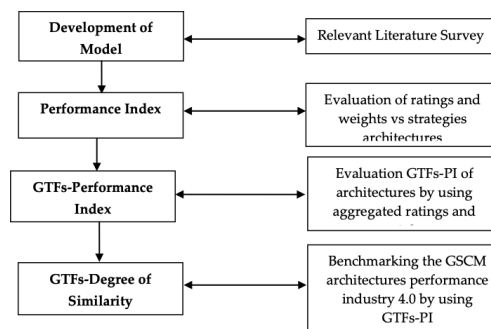 Development of
Model
Relevant Literature Survey
Performance Index
Evaluation of ratings and
weights vs strategies
architectures
GTFs-Performance
Index
Evaluation GTFs-PI of
architectures by using
aggregated ratings and
GTFs-Degree of
Similarity
Benchmarking the GSCM
architectures performance
industry 4.0 by using
GTFs-PI